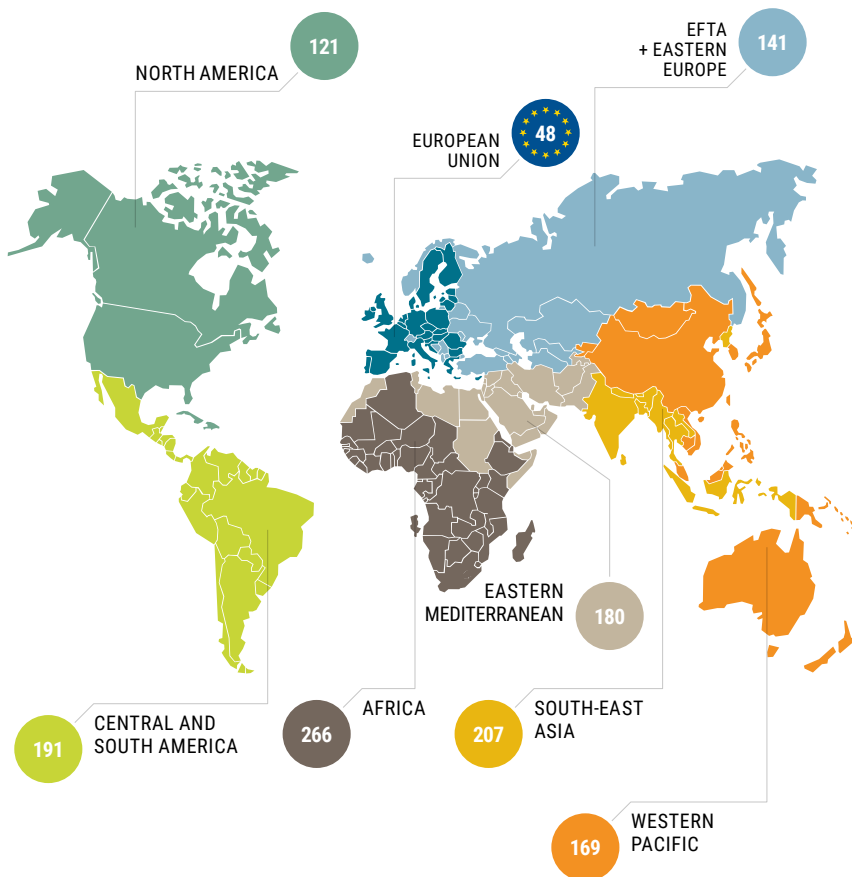 121
NORTH AMERICA
EFTA
+ EASTERN
EUROPE
141
EUROPEAN
UNION
48
EASTERN
MEDITERRANEAN
180
191
CENTRAL AND
SOUTH AMERICA
266
AFRICA
207
SOUTH-EAST
ASIA
169
WESTERN
PACIFIC